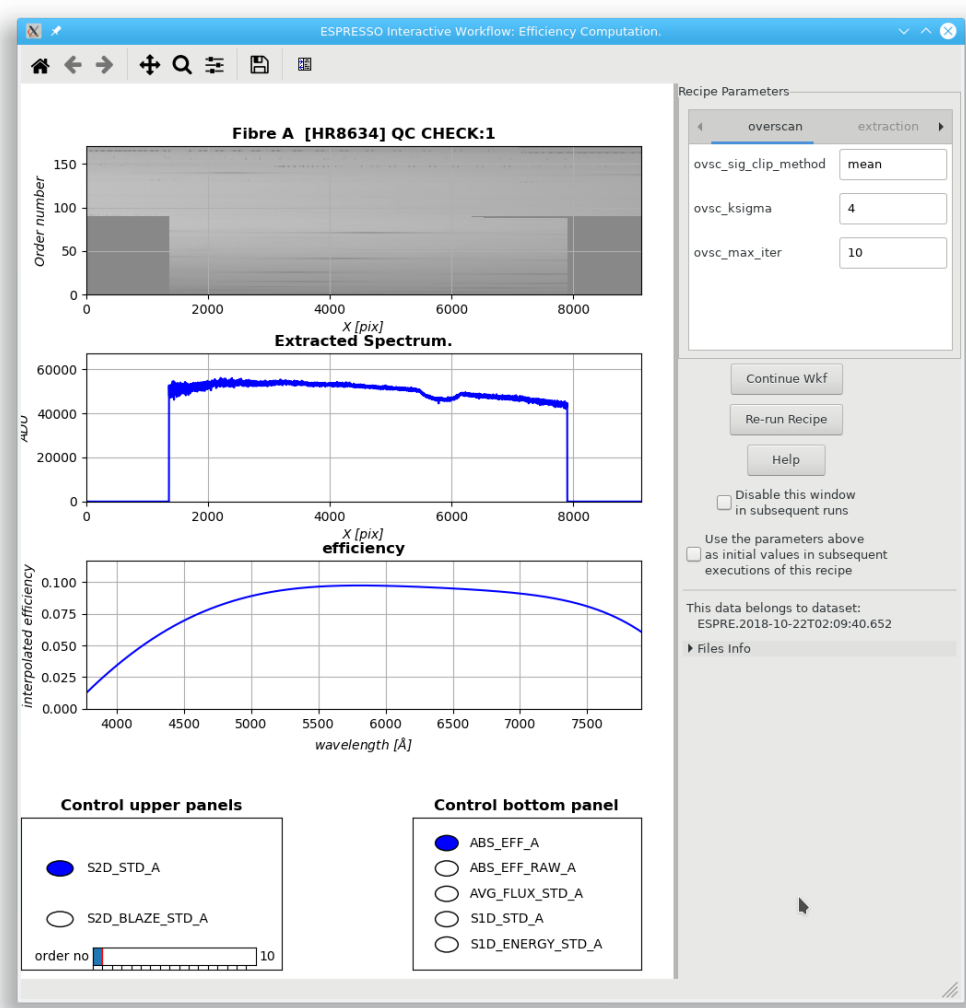 ESPRESSO Interactive Workflow: Efficiency Computation.
Fibre A [HR8634] QC CHECK:1
Order number
150
100
50
0
0 2000 4000 6000 8000
X [pix]
Extracted Spectrum.
ADU
60000
40000
20000
0
0 2000 4000 6000 8000
X [pix]
efficiency
interpolated efficiency
0.100
0.075
0.050
0.025
0.000
4000 4500 5000 5500 6000 6500 7000 7500
wavelength [Å]
Control upper panels
S2D_STD_A
S2D_BLAZE_STD_A
order no 10
Control bottom panel
ABS_EFF_A
ABS_EFF_RAW_A
AVG_FLUX_STD_A
S1D_STD_A
S1D_ENERGY_STD_A
Recipe Parameters
overscan extraction
ovsc_sig_clip_method mean
ovsc_ksigma 4
ovsc_max_iter 10
Continue Wkf
Re-run Recipe
Help
Disable this window
in subsequent runs
Use the parameters above
as initial values in subsequent
executions of this recipe
This data belongs to dataset:
ESPRE.2018-10-22T02:09:40.652
Files Info